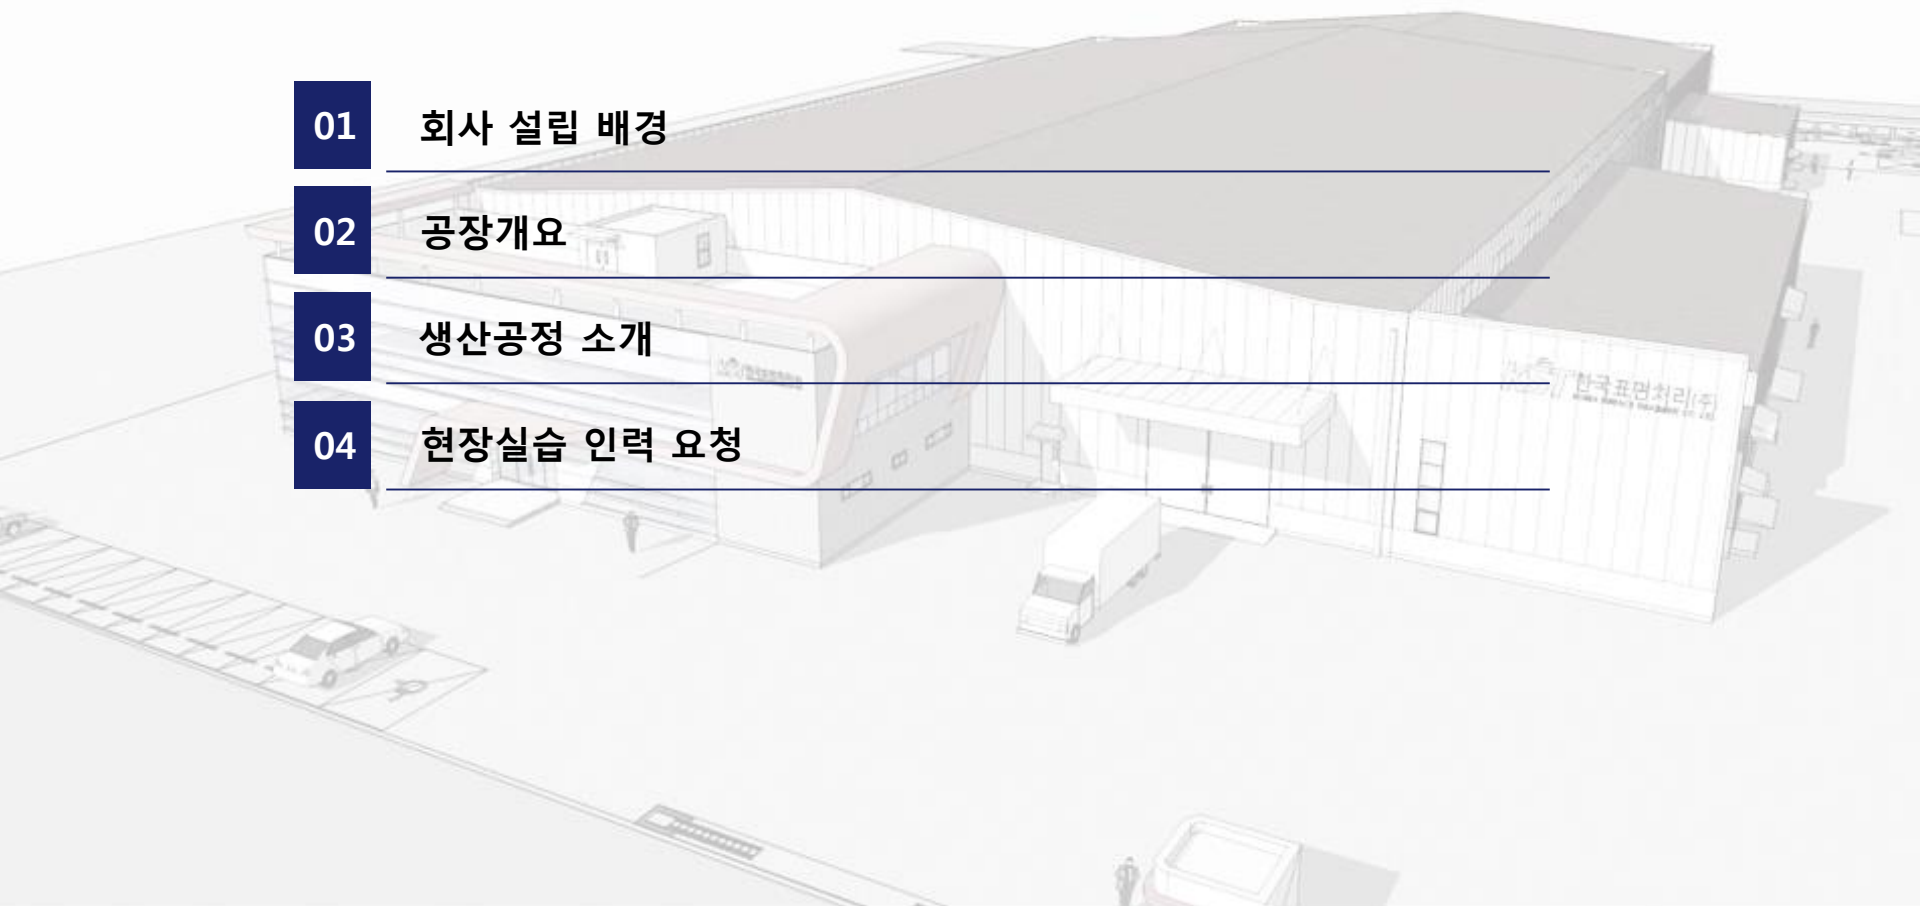 01 회사 설립 배경
02 공장개요
03 생산공정 소개
04 현장실습 인력 요청
한국표면처리(주)